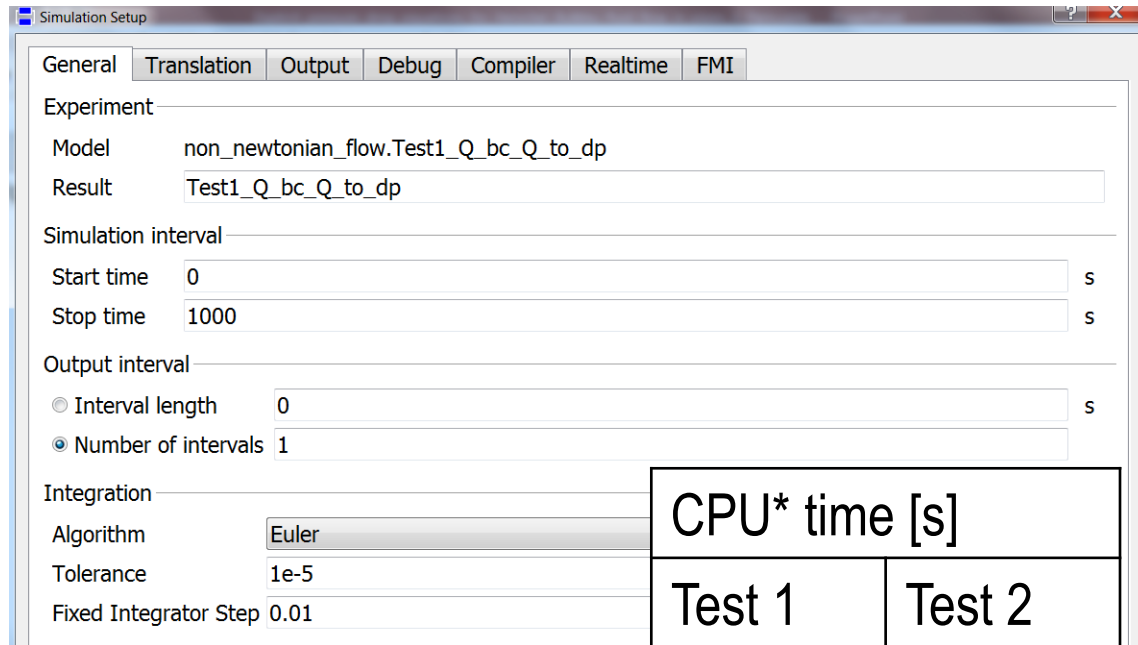 Simulation Setup
General Translation Output Debug Compiler Realtime FMI
Experiment
Model non_newtonian_flow.Test1_Q_bc_Q_to_dp
Result Test1_Q_bc_Q_to_dp
Simulation interval
Start time 0 s
Stop time 1000 s
Output interval
Interval length 0 s
Number of intervals 1
Integration
Algorithm Euler
Tolerance 1e-5
Fixed Integrator Step 0.01
CPU* time [s]
Test 1 Test 2